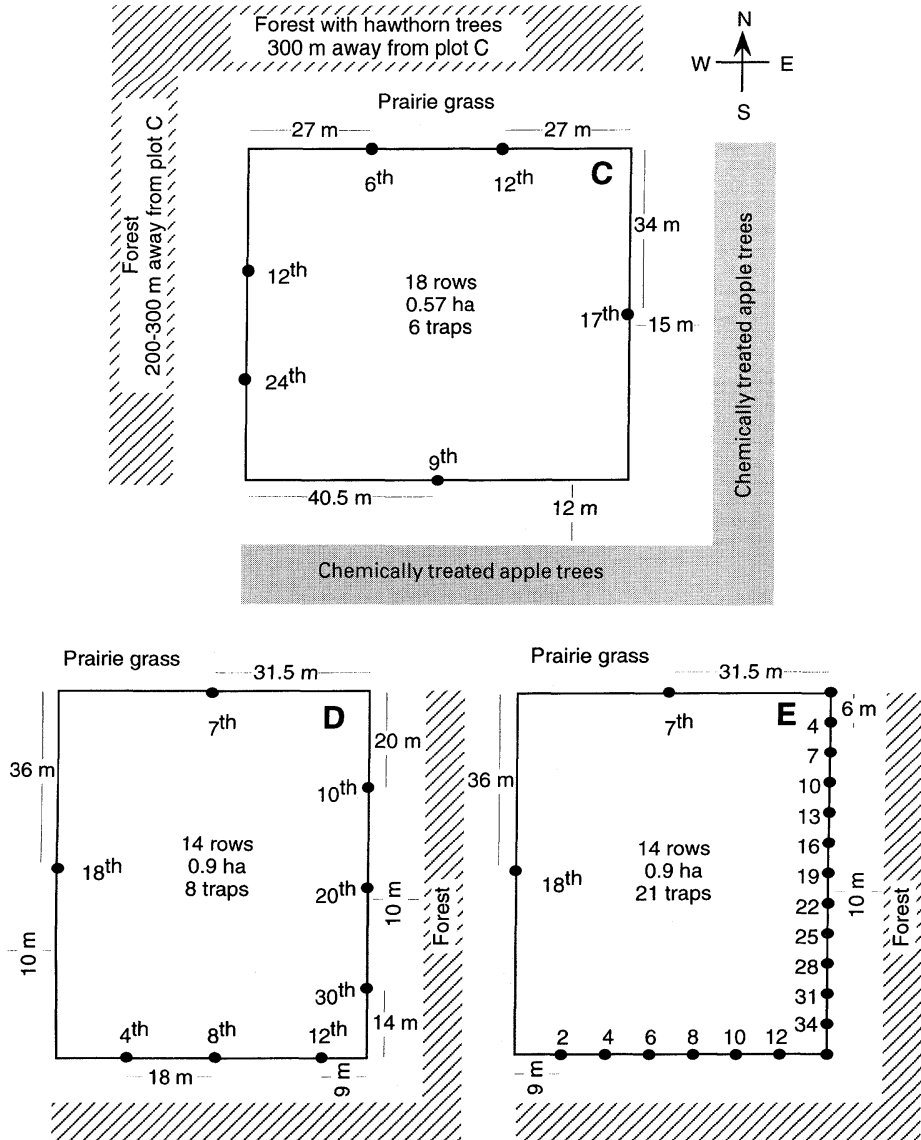 Forest with hawthorn trees
300 m away from plot C
N
W
E
S
Prairie grass
27 m
27 m
6th
12th
C
Forest
200-300 m away from plot C
34 m
12th
18 rows
0.57 ha
6 traps
17th
15 m
Chemically treated apple trees
24th
9th
40.5 m
12 m
Chemically treated apple trees
Prairie grass
31.5 m
7th
D
20 m
36 m
10th
14 rows
0.9 ha
8 traps
18th
20th
10 m
Forest
10 m
30th
14 m
4th
8th
12th
18 m
9 m
Prairie grass
31.5 m
7th
E
6 m
4
7
36 m
10
13
14 rows
0.9 ha
21 traps
16
18th
19
10 m
22
Forest
25
28
31
34
2
4
6
8
10
12
9 m